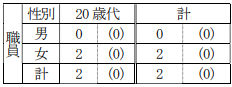 職員 性別 20歳代 計
男 0 (0) 0 (0)
女 2 (0) 2 (0)
計 2 (0) 2 (0)